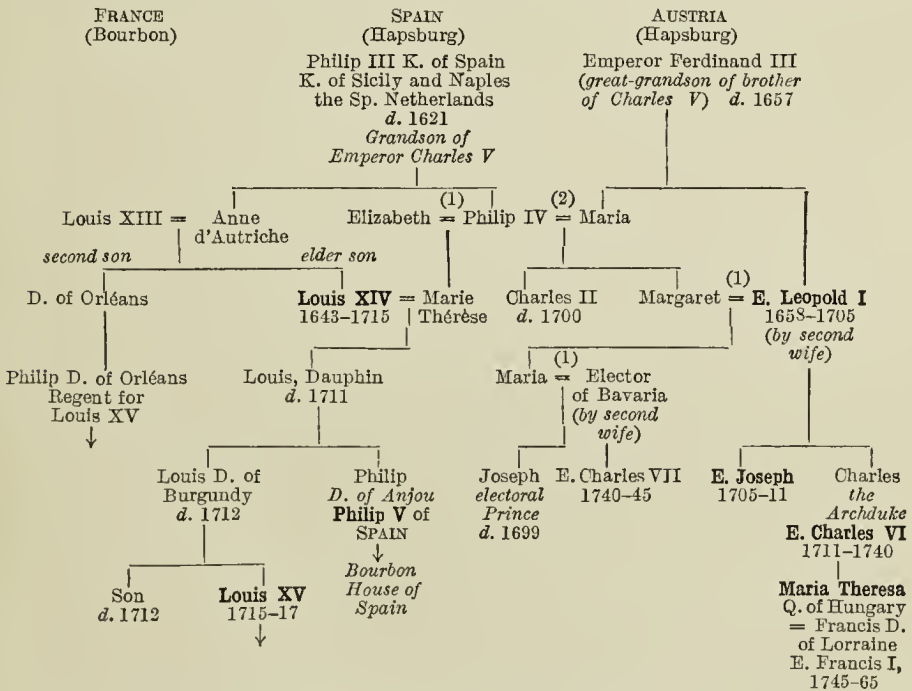 FRANCE
(Bourbon)
SPAIN
(Hapsburg)
AUSTRIA
(Hapsburg)
Philip III K. of Spain
K. of Sicily and Naples
the Sp. Netherlands
d. 1621
Grandson of
Emperor Charles V
Emperor Ferdinand III
(great-grandson of brother
of Charles V) d. 1657
Louis XIII = Anne
d'Autriche
(1) (2)
Elizabeth = Philip IV = Maria
second son
elder son
D. of Orléans
Louis XIV = Marie
1643–1715 Thérèse
Charles II
d. 1700
(1)
Margaret = E. Leopold I
1658–1705
(by second
wife)
Philip D. of Orléans
Regent for
Louis XV
Louis, Dauphin
d. 1711
(1)
Maria = Elector
of Bavaria
(by second
wife)
Louis D. of
Burgundy
d. 1712
Philip
D. of Anjou
Philip V of
SPAIN
Bourbon
House of
Spain
Joseph
electoral
Prince
d. 1699
E. Charles VII
1740–45
E. Joseph
1705–11
Charles
the
Archduke
E. Charles VI
1711–1740
Son
d. 1712
Louis XV
1715–17
Maria Theresa
Q. of Hungary
= Francis D.
of Lorraine
E. Francis I,
1745–65